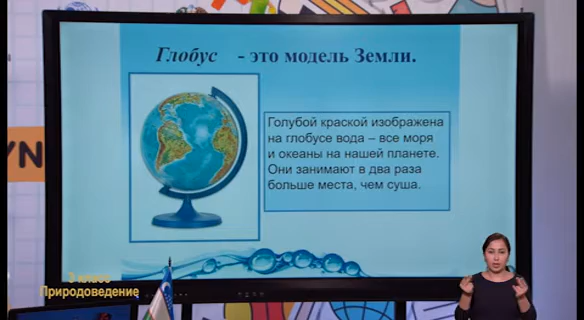 Глобус - это модель Земли.
Голубой краской изображена
на глобусе вода – все моря
и океаны на нашей планете.
Они занимают в два раза
больше места, чем суша.
3 класс
Природоведение